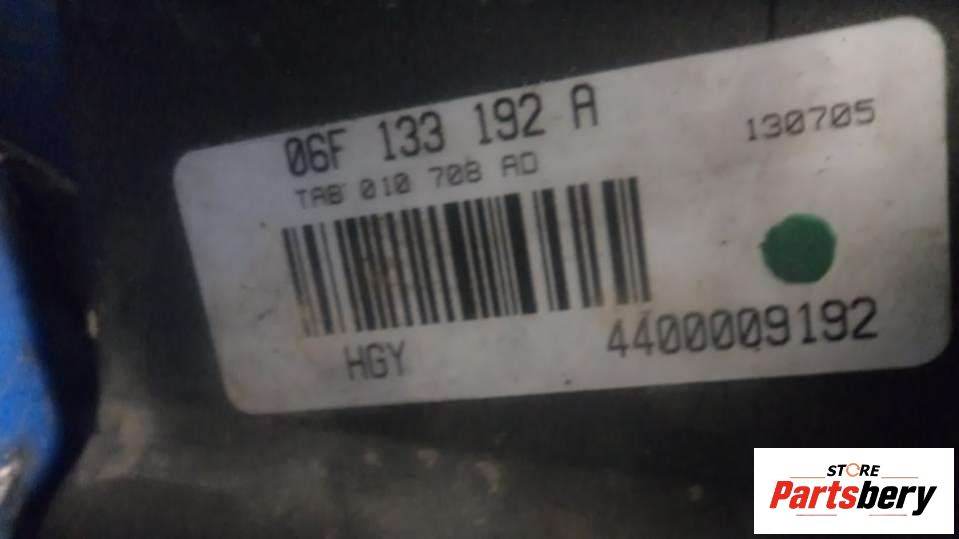 06F 133 192 A
130705
TAB 010 708 AD
HGY
4400009192
STORE
Partsbery